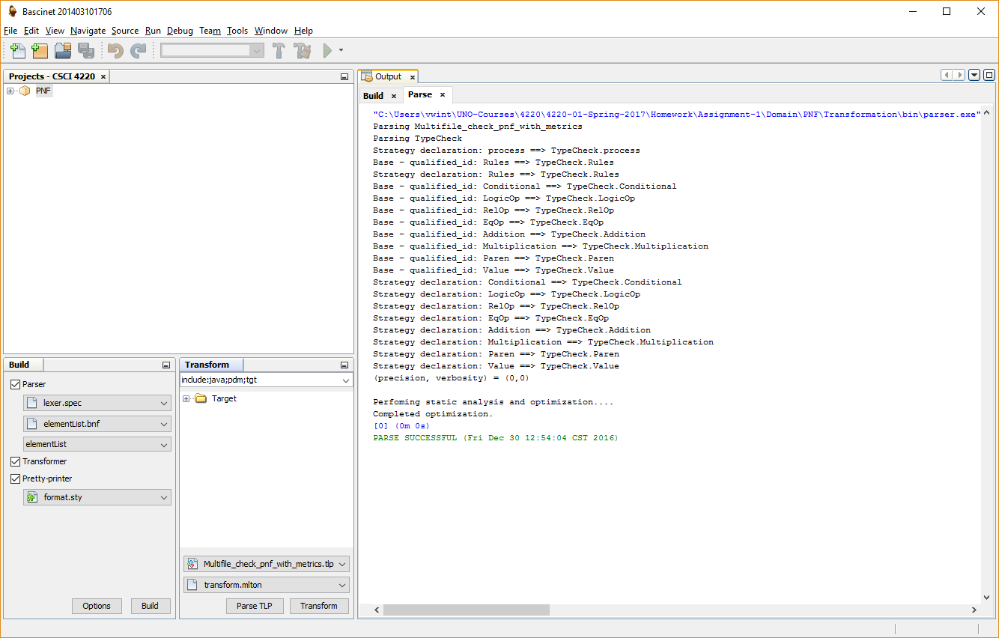 Bascinet 201403101706
File Edit View Navigate Source Run Debug Team Tools Window Help
Projects - CSCI 4220
PNF
Build
Parser
lexer.spec
elementList.bnf
elementList
Transformer
Pretty-printer
format.sty
Options Build
Transform
include:java;pdm;tgt
Target
Multifile_check_pnf_with_metrics.tlp
transform.mlton
Parse TLP Transform
Output
Build Parse
"C:\Users\vwint\UNO-Courses\4220\4220-01-Spring-2017\Homework\Assignment-1\Domain\PNF\Transformation\bin\parser.exe"
Parsing Multifile_check_pnf_with_metrics
Parsing TypeCheck
Strategy declaration: process ==> TypeCheck.process
Base - qualified_id: Rules ==> TypeCheck.Rules
Strategy declaration: Rules ==> TypeCheck.Rules
Base - qualified_id: Conditional ==> TypeCheck.Conditional
Base - qualified_id: LogicOp ==> TypeCheck.LogicOp
Base - qualified_id: RelOp ==> TypeCheck.RelOp
Base - qualified_id: EqOp ==> TypeCheck.EqOp
Base - qualified_id: Addition ==> TypeCheck.Addition
Base - qualified_id: Multiplication ==> TypeCheck.Multiplication
Base - qualified_id: Paren ==> TypeCheck.Paren
Base - qualified_id: Value ==> TypeCheck.Value
Strategy declaration: Conditional ==> TypeCheck.Conditional
Strategy declaration: LogicOp ==> TypeCheck.LogicOp
Strategy declaration: RelOp ==> TypeCheck.RelOp
Strategy declaration: EqOp ==> TypeCheck.EqOp
Strategy declaration: Addition ==> TypeCheck.Addition
Strategy declaration: Multiplication ==> TypeCheck.Multiplication
Strategy declaration: Paren ==> TypeCheck.Paren
Strategy declaration: Value ==> TypeCheck.Value
(precision, verbosity) = (0,0)
Perfoming static analysis and optimization....
Completed optimization.
[0] (0m 0s)
PARSE SUCCESSFUL (Fri Dec 30 12:54:04 CST 2016)